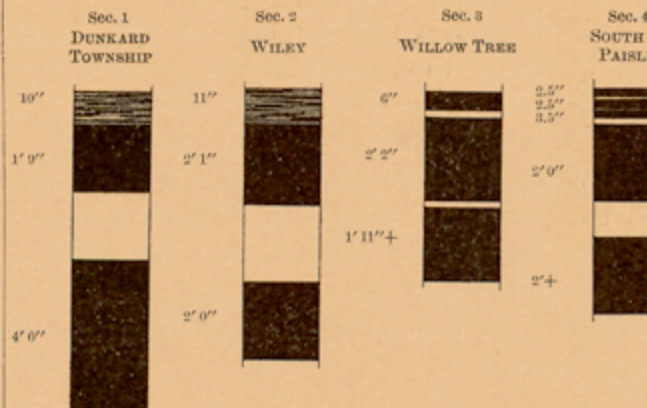 Sec. 1
DUNKARD
TOWNSHIP
10"
1' 9"
4' 0"
Sec. 2
WILEY
11"
2' 1"
2' 0"
Sec. 3
WILLOW TREE
6"
2' 2"
1' 11"+
Sec. 4
SOUTH
PAISL
2.5"
2.5"
3.5"
2' 0"
2'+